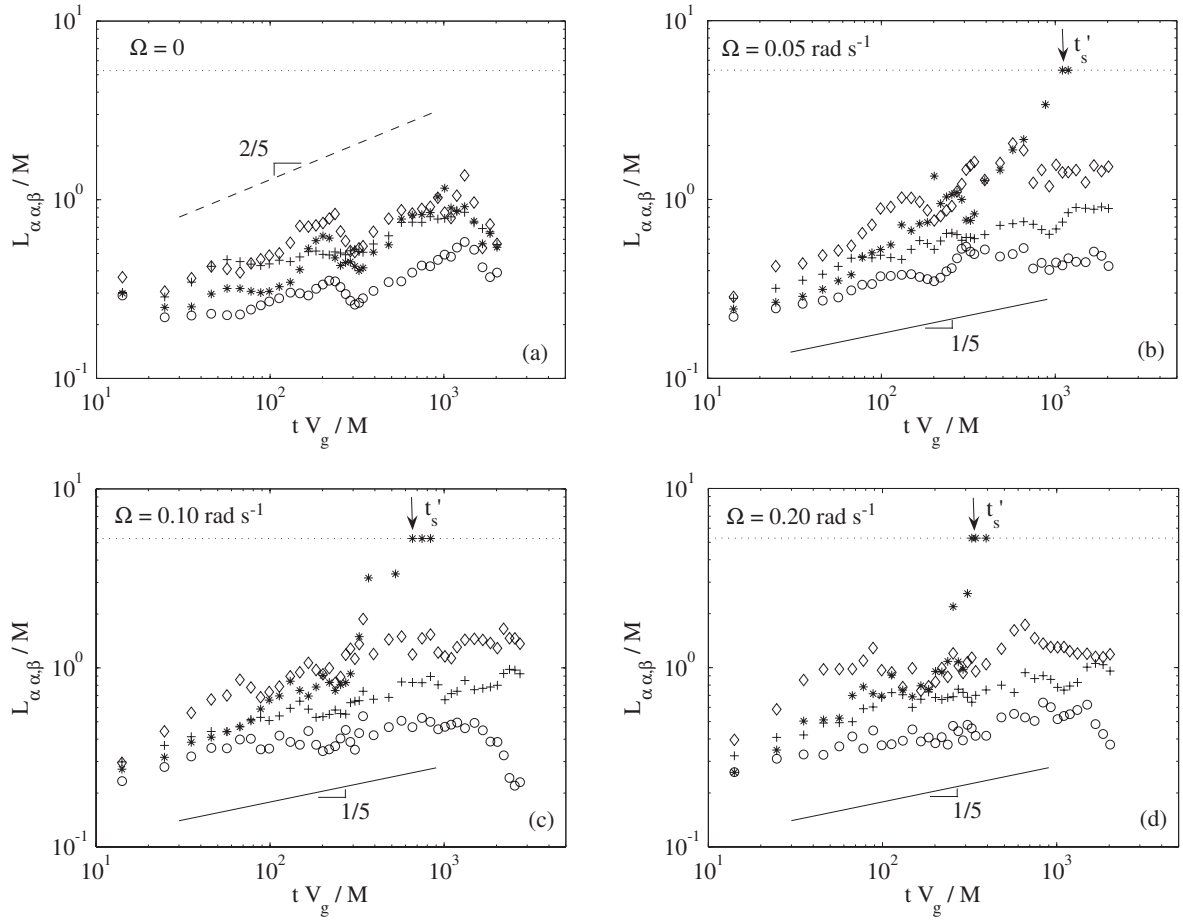 10^1
10^0
10^-1
L_αα,β / M
Ω = 0
2/5
(a)
10^1 10^2 10^3
t V_g / M
10^1
10^0
10^-1
L_αα,β / M
Ω = 0.05 rad s^-1
t_s'
1/5
(b)
10^1 10^2 10^3
t V_g / M
10^1
10^0
10^-1
L_αα,β / M
Ω = 0.10 rad s^-1
t_s'
1/5
(c)
10^1 10^2 10^3
t V_g / M
10^1
10^0
10^-1
L_αα,β / M
Ω = 0.20 rad s^-1
t_s'
1/5
(d)
10^1 10^2 10^3
t V_g / M